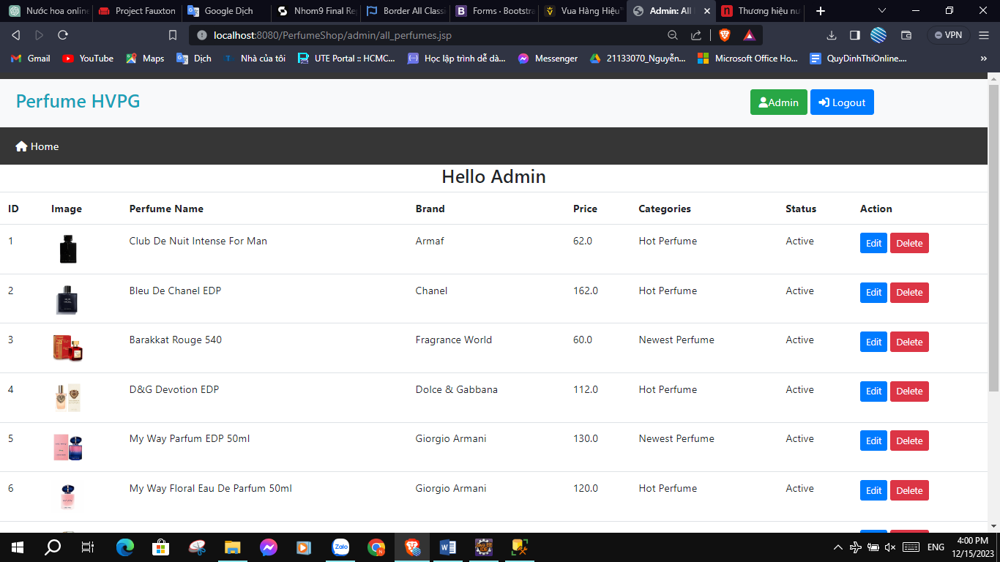 Nước hoa online
Project Fauxton
Google Dịch
Nhom9 Final Re
Border All Classi
Forms · Bootstra
Vua Hàng Hiệu"
Admin: All
Thương hiệu nư
localhost:8080/PerfumeShop/admin/all_perfumes.jsp
VPN
Gmail YouTube Maps Dịch Nhà của tôi UTE Portal :: HCMC... Học lập trình dễ dà... Messenger 21133070_Nguyễn... Microsoft Office Ho... QuyDinhThiOnline.... »
Perfume HVPG
Admin Logout
Home
Hello Admin
ID Image Perfume Name Brand Price Categories Status Action
1 Club De Nuit Intense For Man Armaf 62.0 Hot Perfume Active Edit Delete
2 Bleu De Chanel EDP Chanel 162.0 Hot Perfume Active Edit Delete
3 Barakkat Rouge 540 Fragrance World 60.0 Newest Perfume Active Edit Delete
4 D&G Devotion EDP Dolce & Gabbana 112.0 Hot Perfume Active Edit Delete
5 My Way Parfum EDP 50ml Giorgio Armani 130.0 Newest Perfume Active Edit Delete
6 My Way Floral Eau De Parfum 50ml Giorgio Armani 120.0 Hot Perfume Active Edit Delete
Zalo
ENG
4:00 PM
12/15/2023